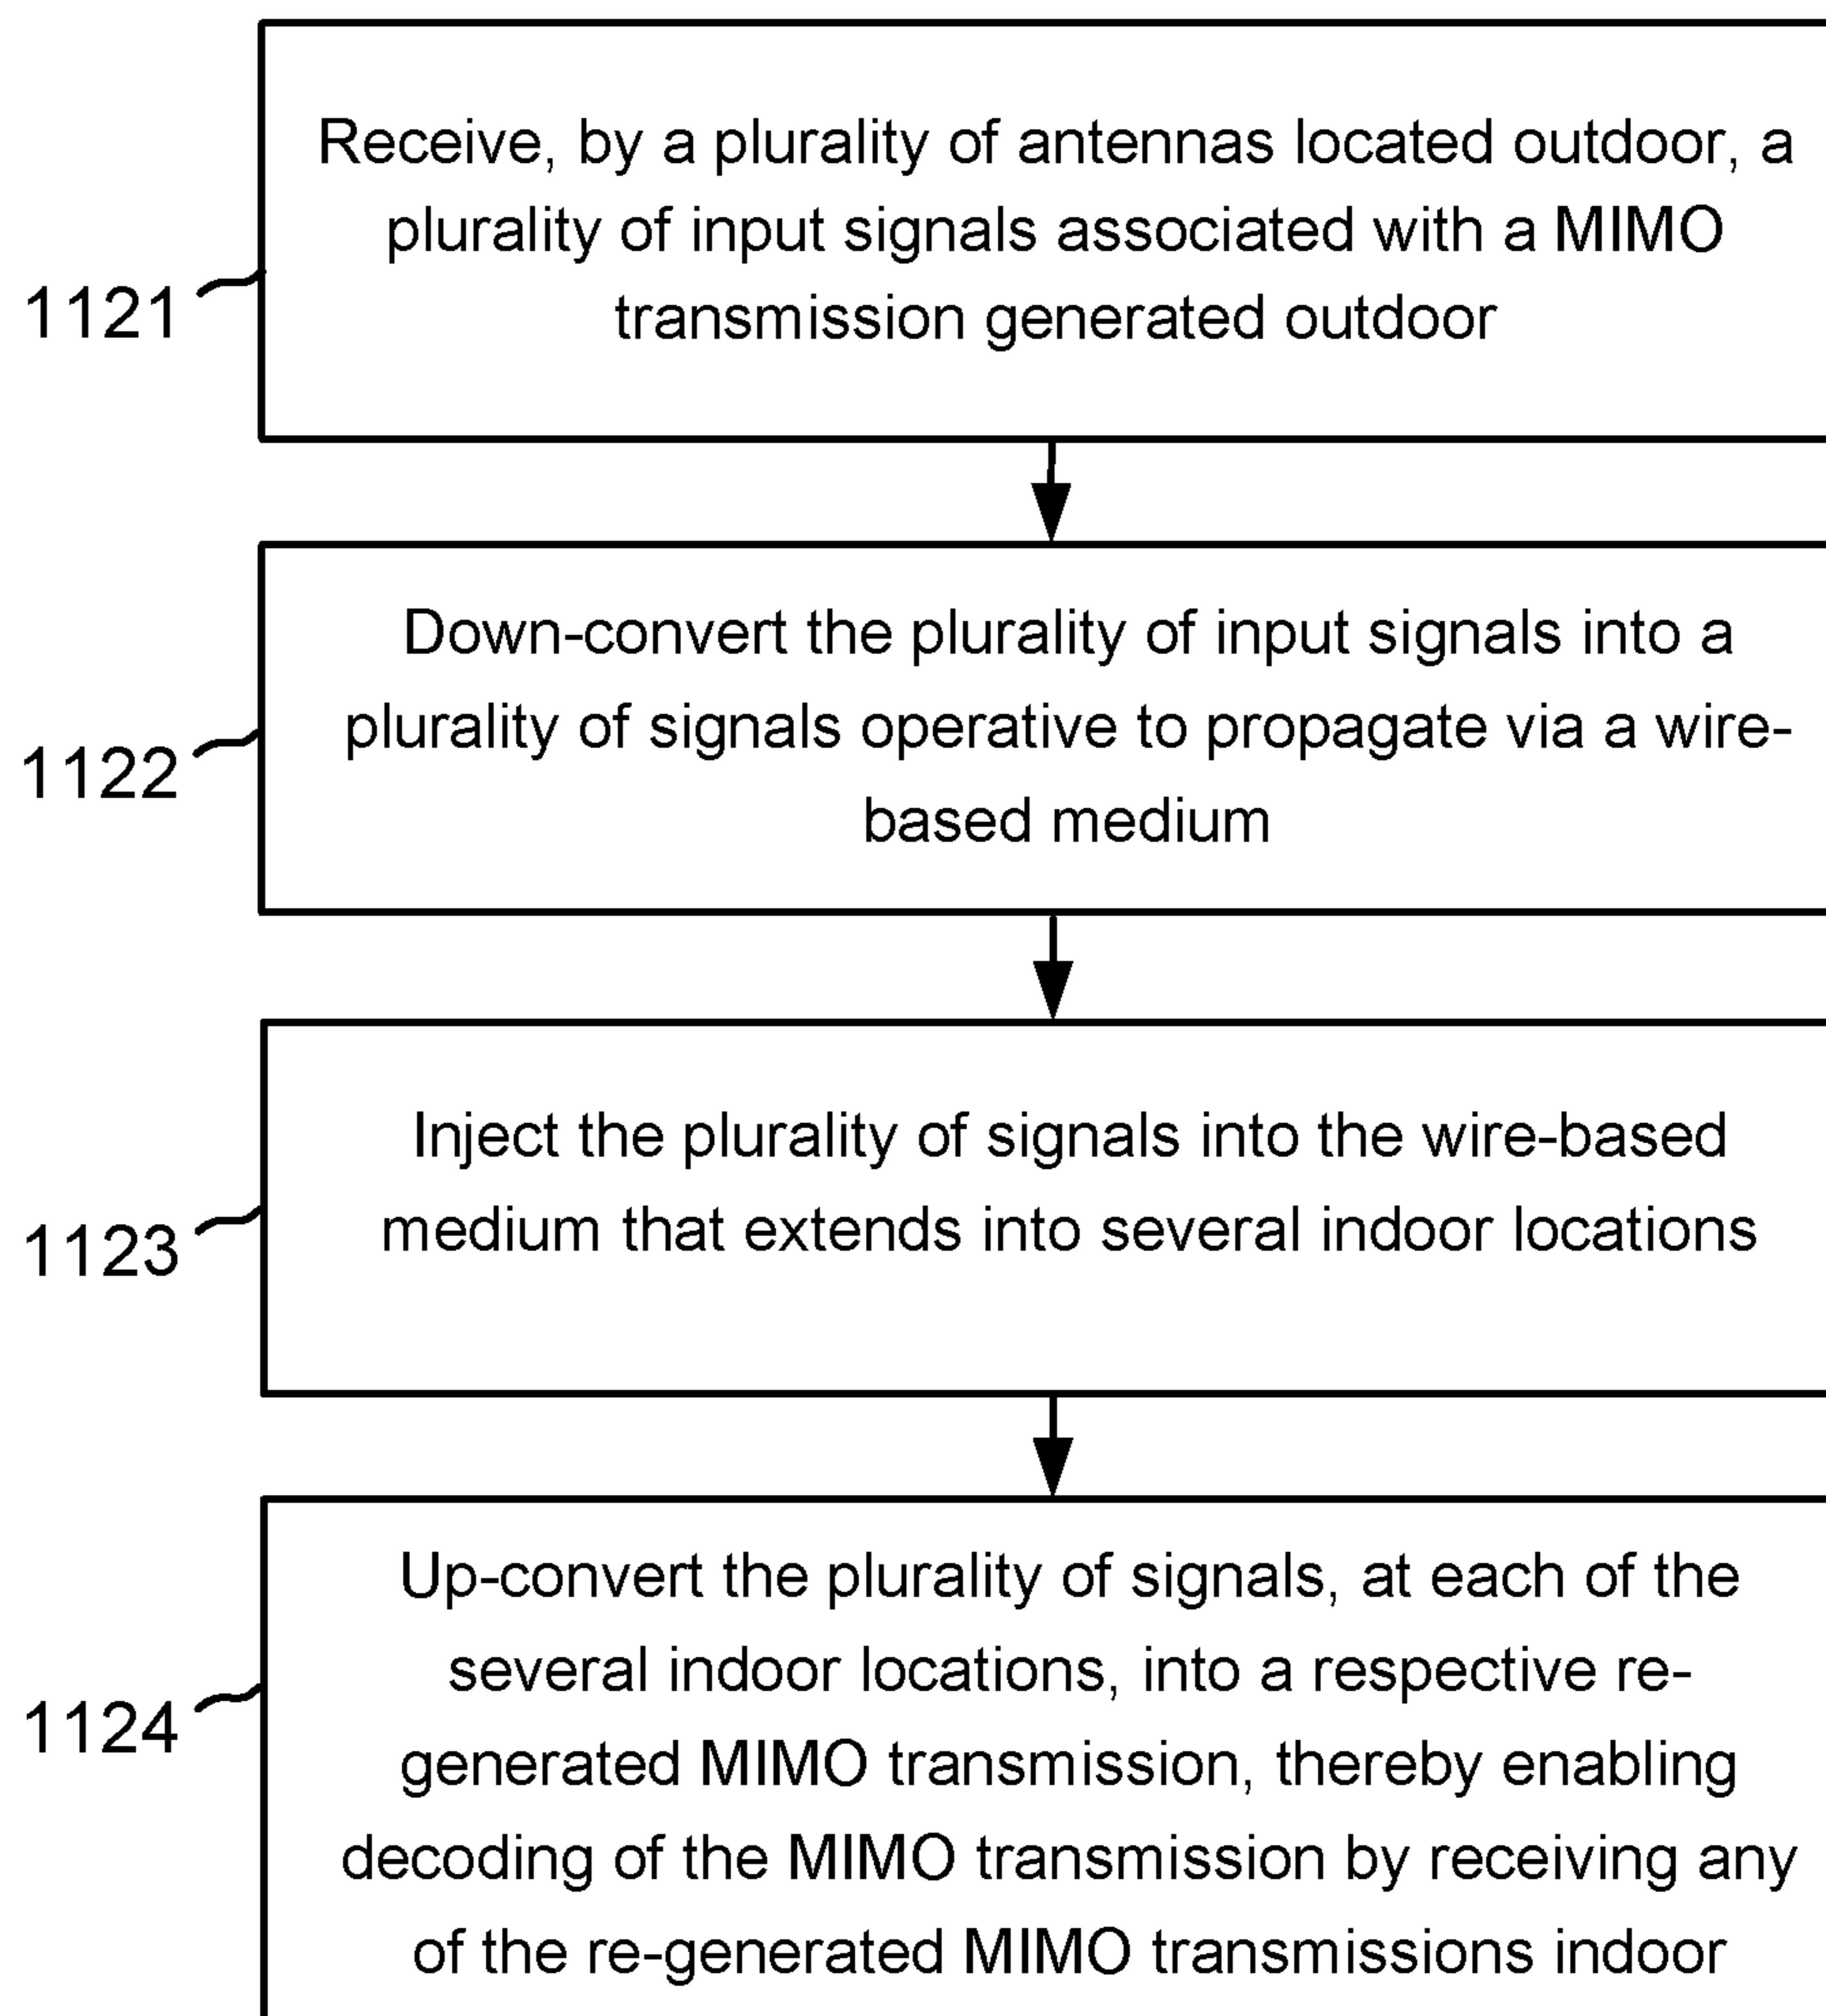 Receive, by a plurality of antennas located outdoor, a
plurality of input signals associated with a MIMO
transmission generated outdoor
1121
Down-convert the plurality of input signals into a
plurality of signals operative to propagate via a wire-
based medium
1122
Inject the plurality of signals into the wire-based
medium that extends into several indoor locations
1123
Up-convert the plurality of signals, at each of the
several indoor locations, into a respective re-
generated MIMO transmission, thereby enabling
decoding of the MIMO transmission by receiving any
of the re-generated MIMO transmissions indoor
1124